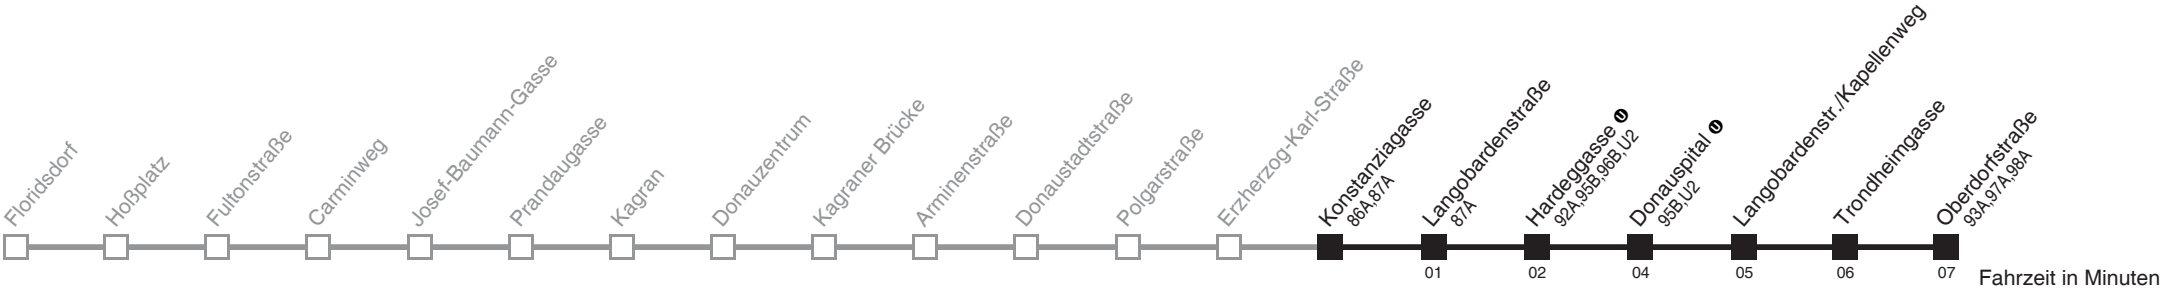 Floridsdorf
Hoßplatz
Fultonstraße
Carminweg
Josef-Baumann-Gasse
Prandaugasse
Kagran
Donauzentrum
Kagraner Brücke
Arminenstraße
Donaustadtstraße
Polgarstraße
Erzherzog-Karl-Straße
Konstanziagasse
86A,87A
Langobardenstraße
87A
Hardeggasse U
92A,95B,96B,U2
Donauspital U
95B,U2
Langobardenstr./Kapellenweg
Trondheimgasse
Oberdorfstraße
93A,97A,98A
01 02 04 05 06 07
Fahrzeit in Minuten